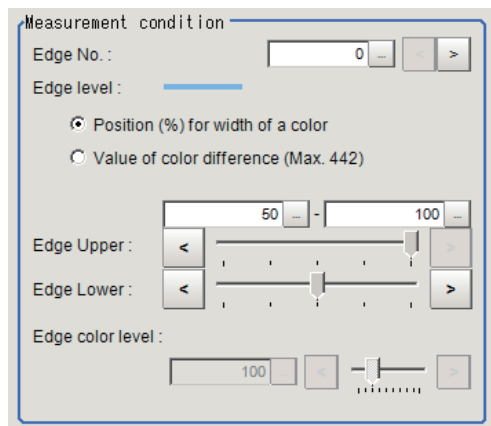 Measurement condition
Edge No. : 0 ... < >
Edge level :
Position (%) for width of a color
Value of color difference (Max. 442)
50 ... - 100 ...
Edge Upper : < >
Edge Lower : < >
Edge color level :
100 ... < >